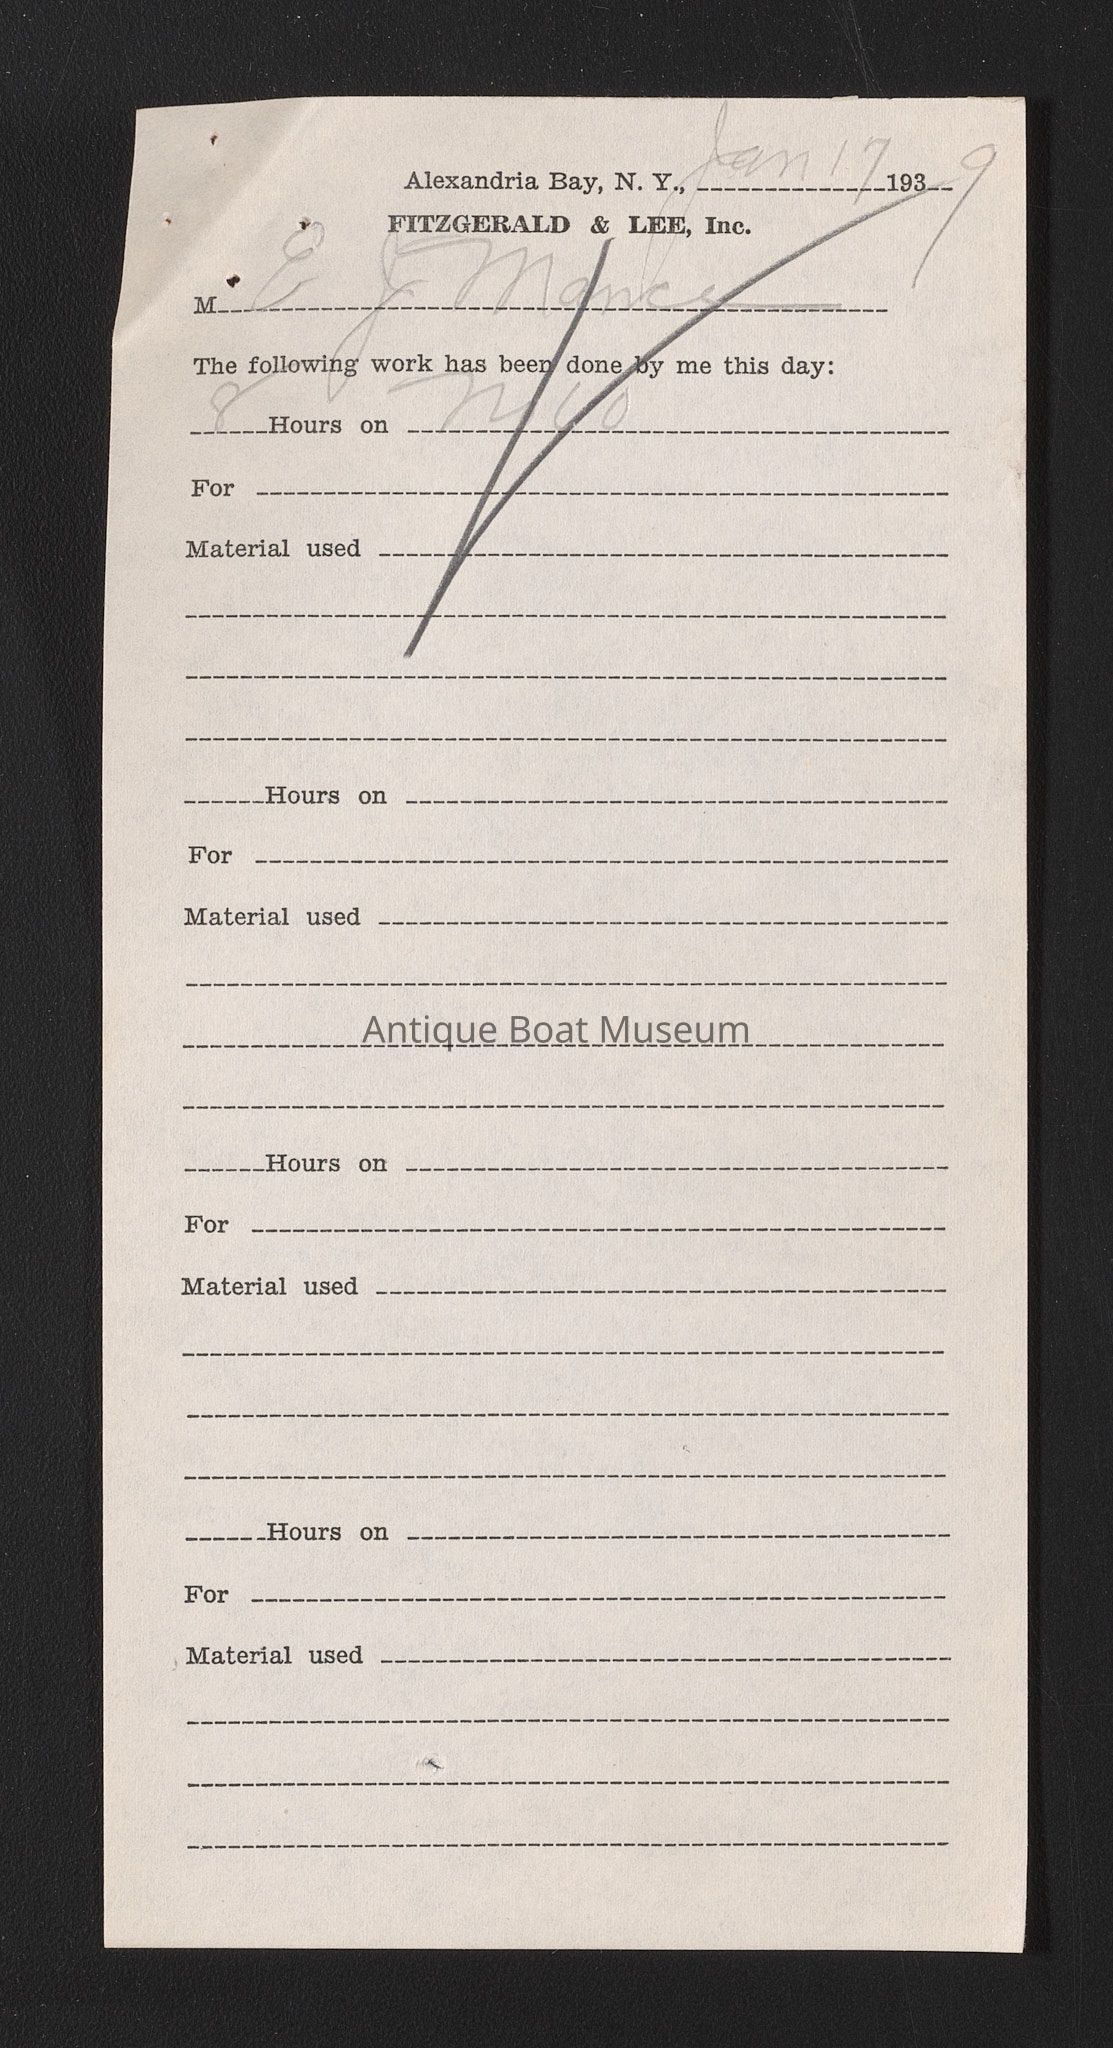 Alexandria Bay, N. Y., Jan 17 1939
FITZGERALD & LEE, Inc.
M E J Mance
The following work has been done by me this day:
8 Hours on
For
Material used
Hours on
For
Material used
Antique Boat Museum
Hours on
For
Material used
Hours on
For
Material used